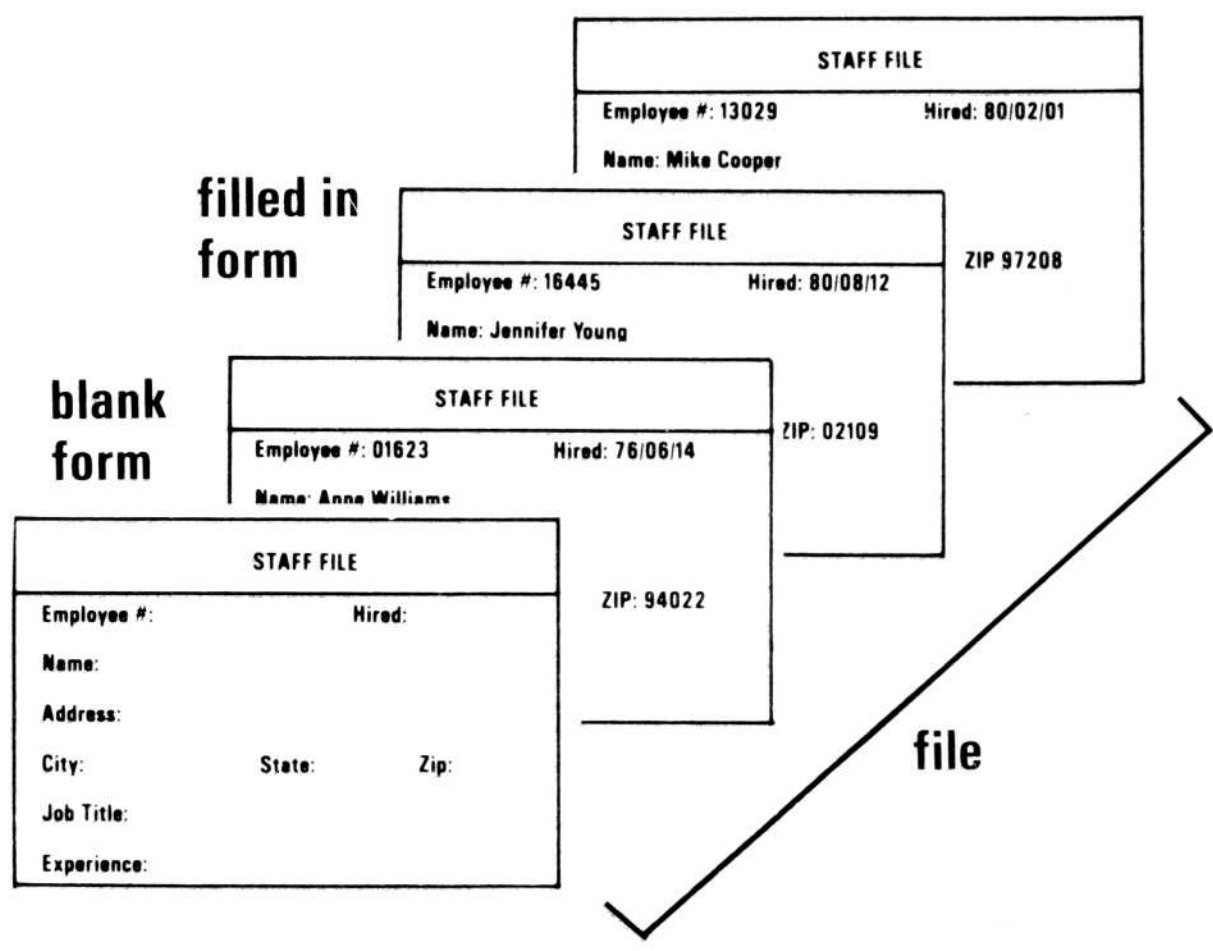 STAFF FILE
Employee #: 13029 Hired: 80/02/01
Name: Mike Cooper
ZIP 97208
filled in
form
STAFF FILE
Employee #: 16445 Hired: 80/08/12
Name: Jennifer Young
ZIP: 02109
blank
form
STAFF FILE
Employee #: 01623 Hired: 76/06/14
Name: Anne Williams
ZIP: 94022
STAFF FILE
Employee #: Hired:
Name:
Address:
City: State: Zip:
Job Title:
Experience:
file